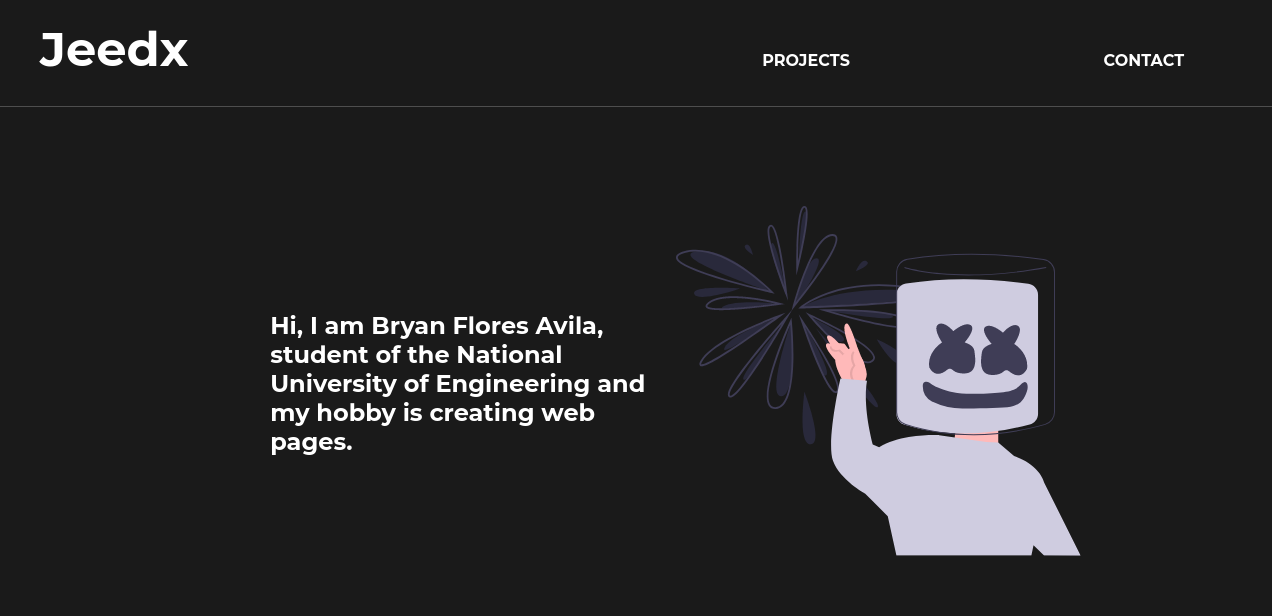 Jeedx
PROJECTS
CONTACT
Hi, I am Bryan Flores Avila,
student of the National
University of Engineering and
my hobby is creating web
pages.